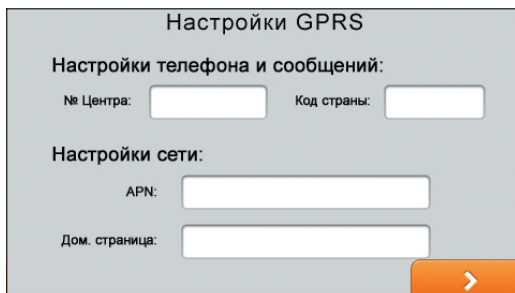 Настройки GPRS
Настройки телефона и сообщений:
№ Центра: Код страны:
Настройки сети:
APN:
Дом. страница: